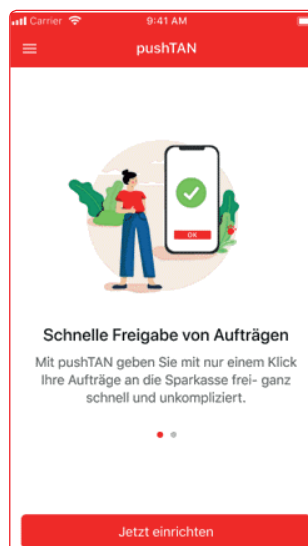 Carrier 9:41 AM
pushTAN
OK
Schnelle Freigabe von Aufträgen
Mit pushTAN geben Sie mit nur einem Klick
Ihre Aufträge an die Sparkasse frei- ganz
schnell und unkompliziert.
Jetzt einrichten